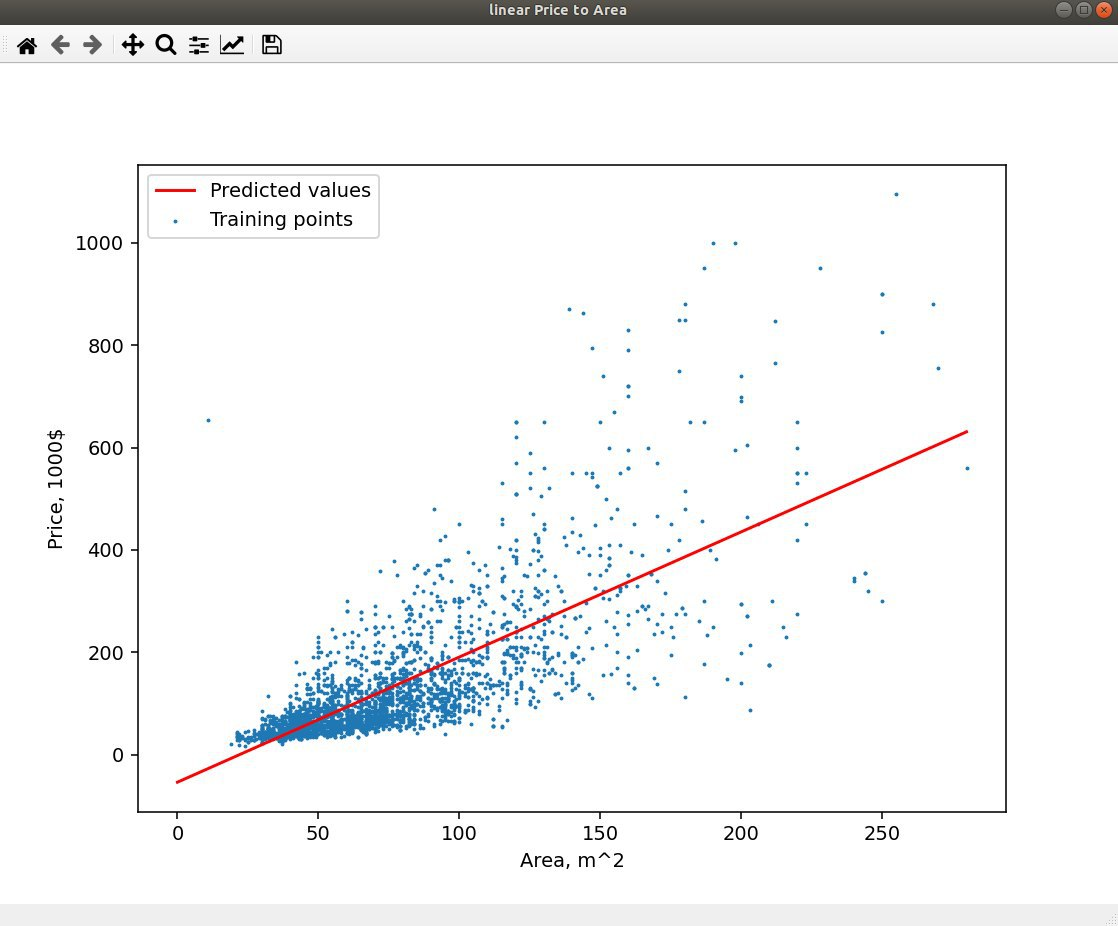 linear Price to Area
Predicted values
Training points
1000
800
600
400
200
0
Price, 1000$
0 50 100 150 200 250
Area, m^2